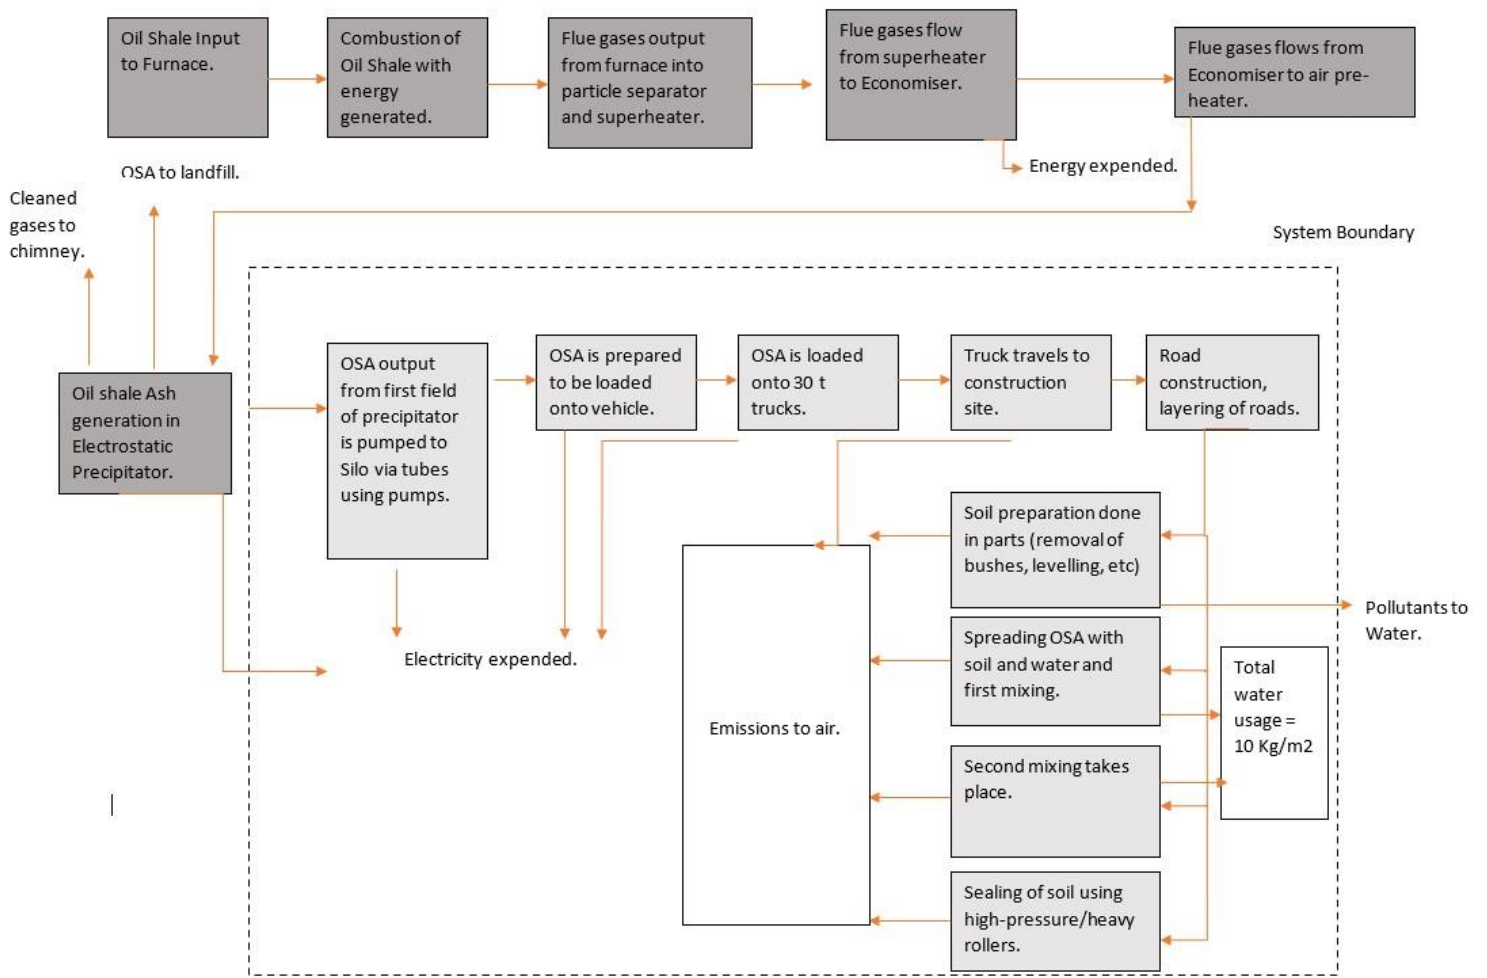 Oil Shale Input
to Furnace.
Combustion of
Oil Shale with
energy
generated.
Flue gases output
from furnace into
particle separator
and superheater.
Flue gases flow
from superheater
to Economiser.
Flue gases flows from
Economiser to air pre-
heater.
Energy expended.
OSA to landfill.
Cleaned
gases to
chimney.
System Boundary
Oil shale Ash
generation in
Electrostatic
Precipitator.
OSA output
from first field
of precipitator
is pumped to
Silo via tubes
using pumps.
OSA is prepared
to be loaded
onto vehicle.
OSA is loaded
onto 30 t
trucks.
Truck travels to
construction
site.
Road
construction,
layering of roads.
Soil preparation done
in parts (removal of
bushes, levelling, etc)
Pollutants to
Water.
Electricity expended.
Spreading OSA with
soil and water and
first mixing.
Total
water
usage =
10 Kg/m2
Emissions to air.
Second mixing takes
place.
Sealing of soil using
high-pressure/heavy
rollers.